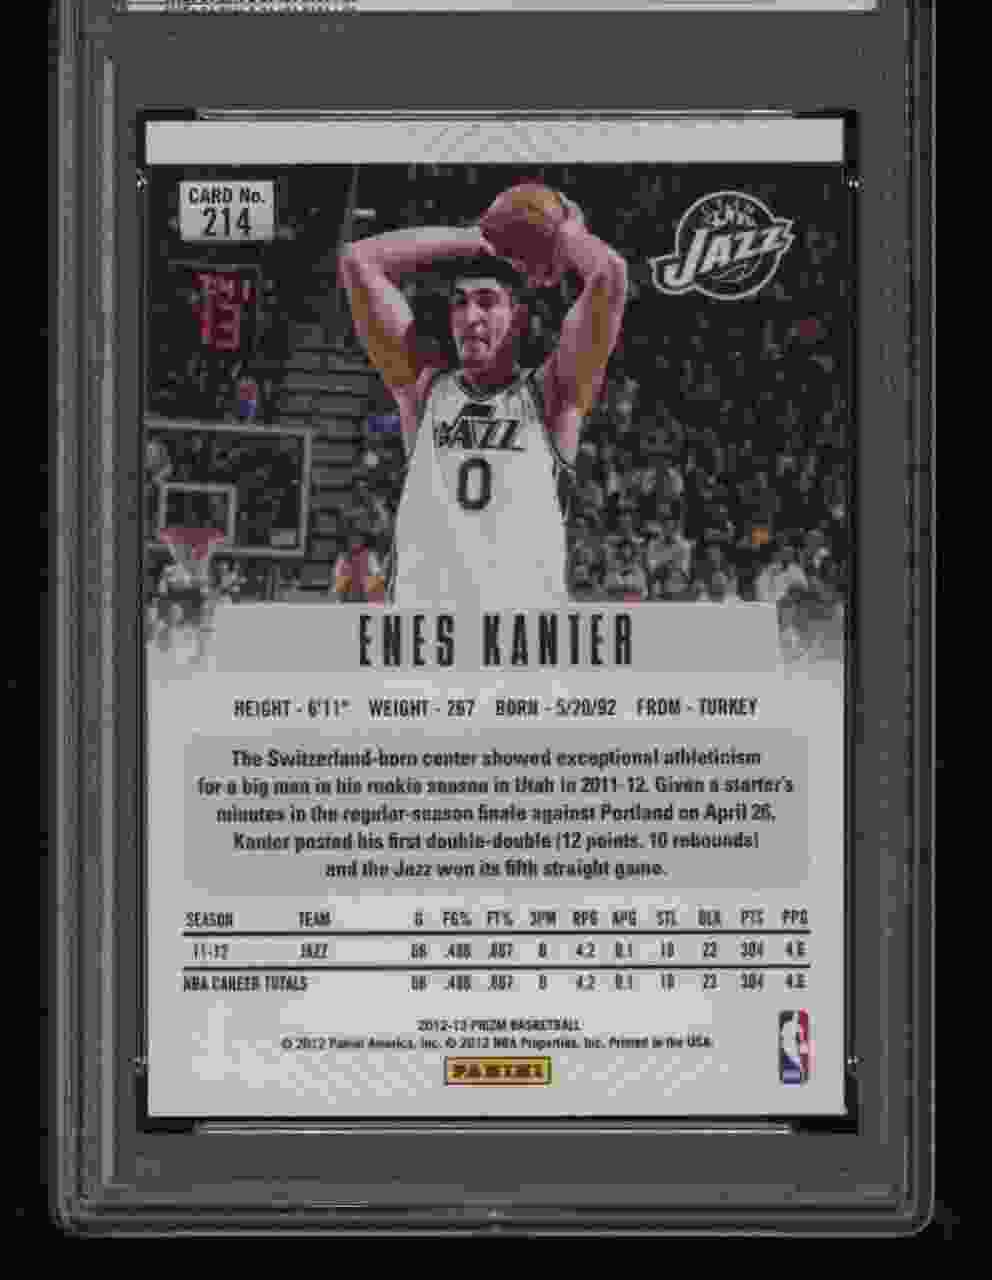 CARD No.
214
JAZZ
JAZZ
0
ENES KANTER
HEIGHT - 6'11" WEIGHT - 267 BORN - 5/20/92 FROM - TURKEY
The Switzerland-born center showed exceptional athleticism
for a big man in his rookie season in Utah in 2011-12. Given a starter's
minutes in the regular-season finale against Portland on April 26,
Kanter posted his first double-double (12 points, 10 rebounds)
and the Jazz won its fifth straight game.
SEASON TEAM G FG% FT% 3PM RPG APG STL BLK PTS PPG
11-12 JAZZ 66 .496 .667 0 4.2 0.1 18 23 304 4.6
NBA CAREER TOTALS 66 .496 .667 0 4.2 0.1 18 23 304 4.6
2012-13 PRIZM BASKETBALL
© 2012 Panini America, Inc. © 2012 NBA Properties, Inc. Printed in the USA.
PANINI